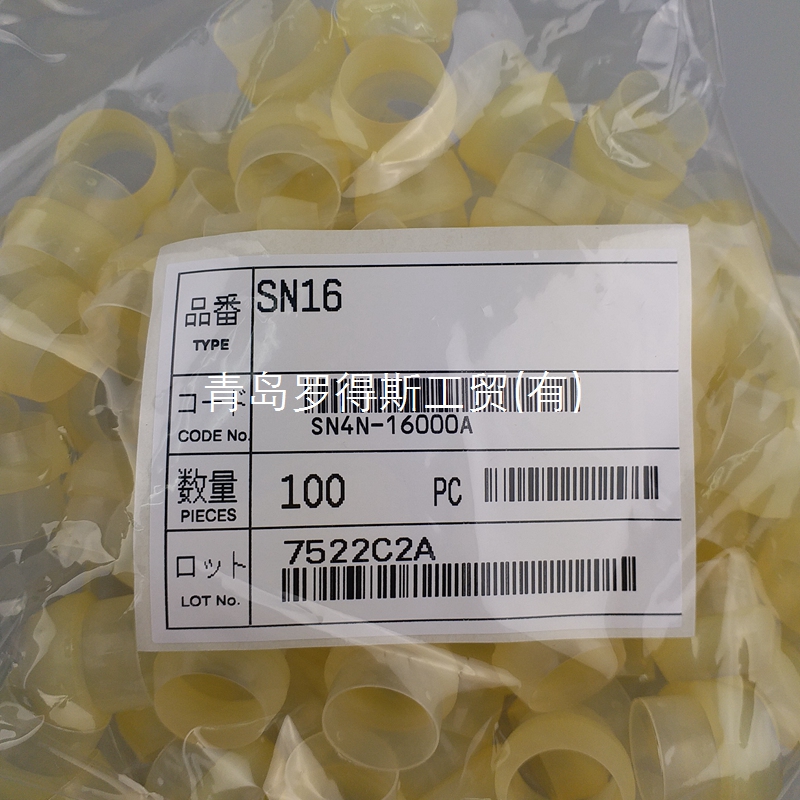 品番 SN16
TYPE
青岛罗得斯工贸(有)
コード
CODE No. SN4N-16000A
数量 100 PC
PIECES
7522C2A
ロット
LOT No.